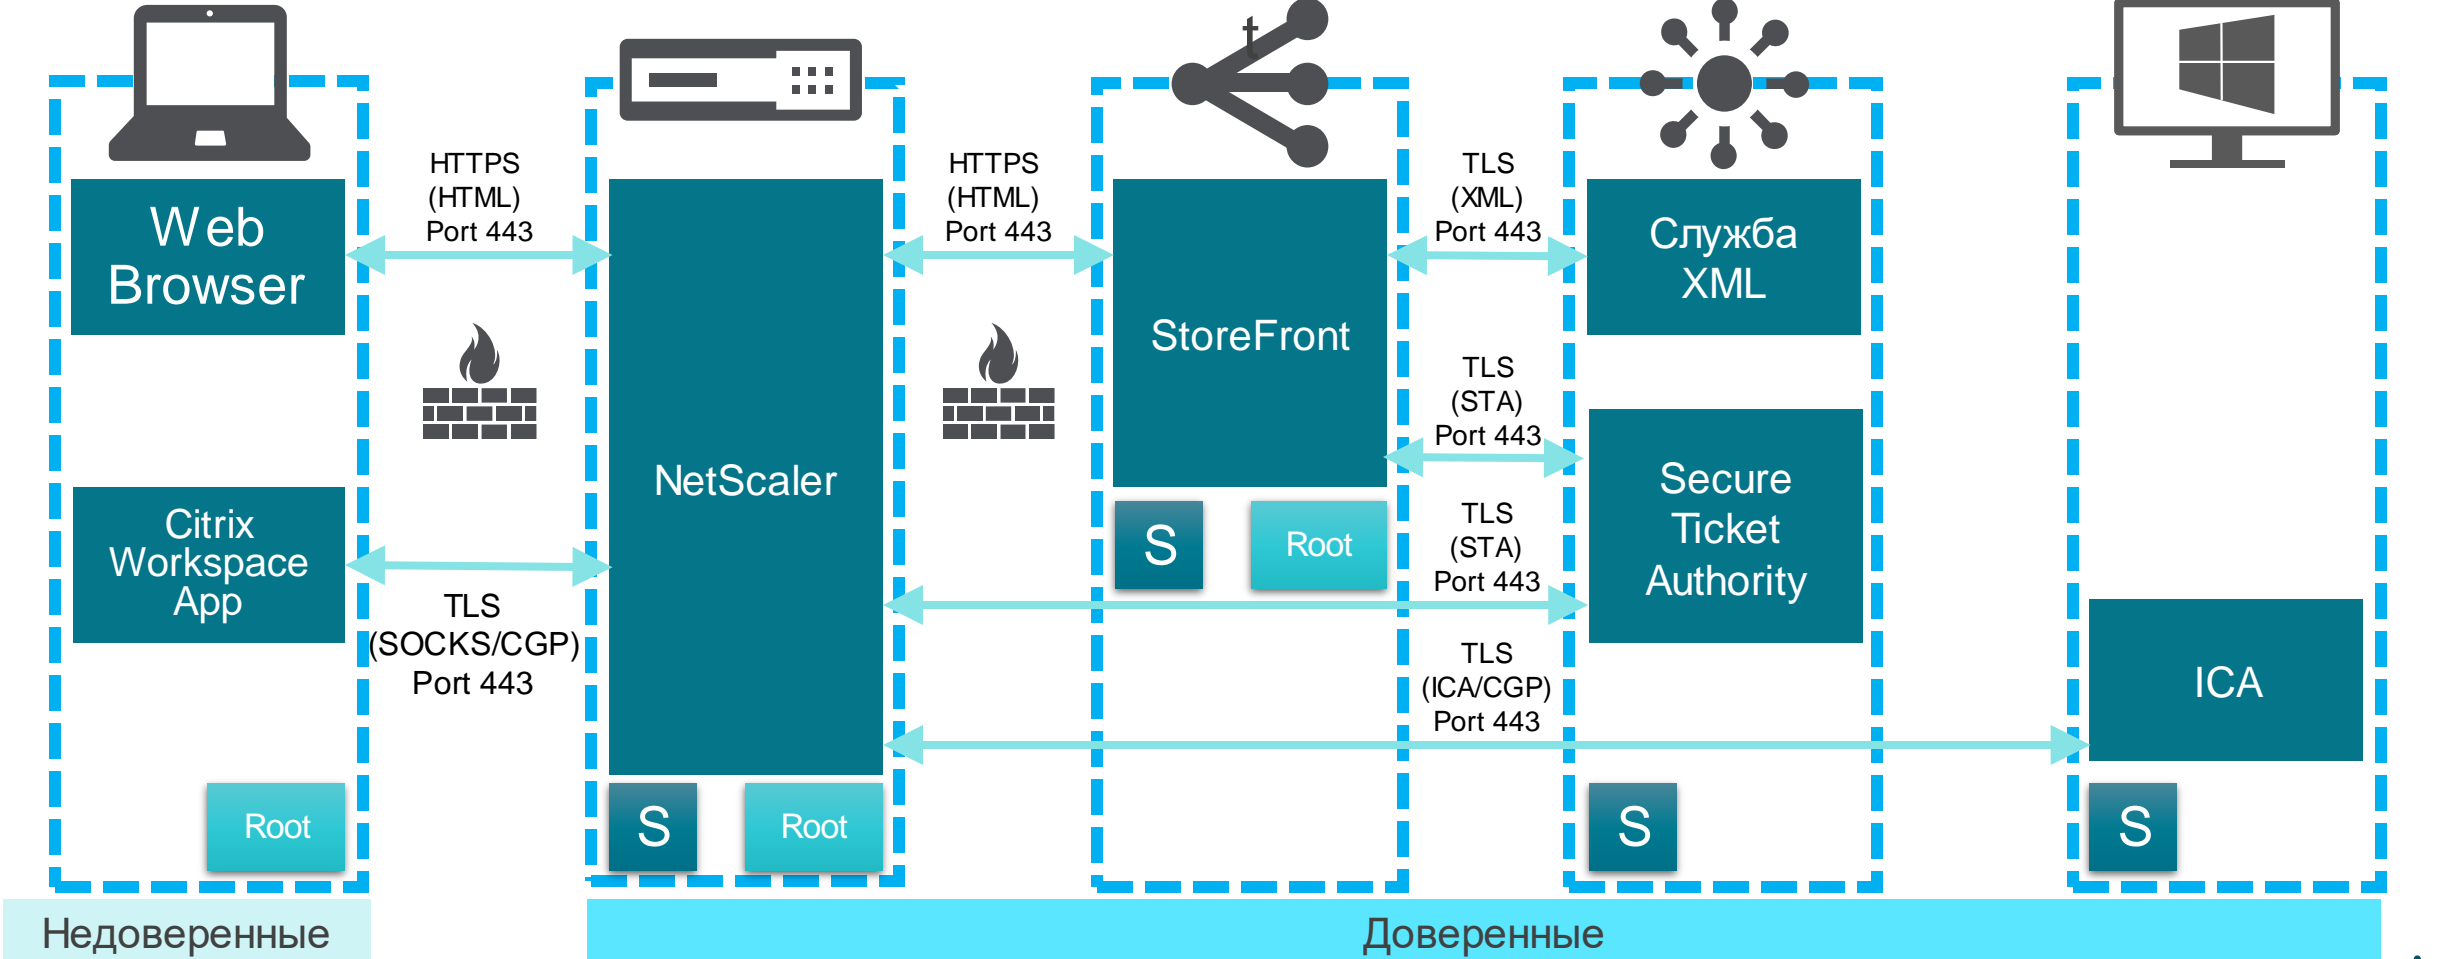 t
HTTPS
(HTML)
Port 443
HTTPS
(HTML)
Port 443
TLS
(XML)
Port 443
Web
Browser
Служба
XML
StoreFront
TLS
(STA)
Port 443
NetScaler
Secure
Ticket
Authority
Citrix
Workspace
App
S
Root
TLS
(STA)
Port 443
TLS
(SOCKS/CGP)
Port 443
TLS
(ICA/CGP)
Port 443
ICA
Root
S
Root
S
S
Недоверенные
Доверенные